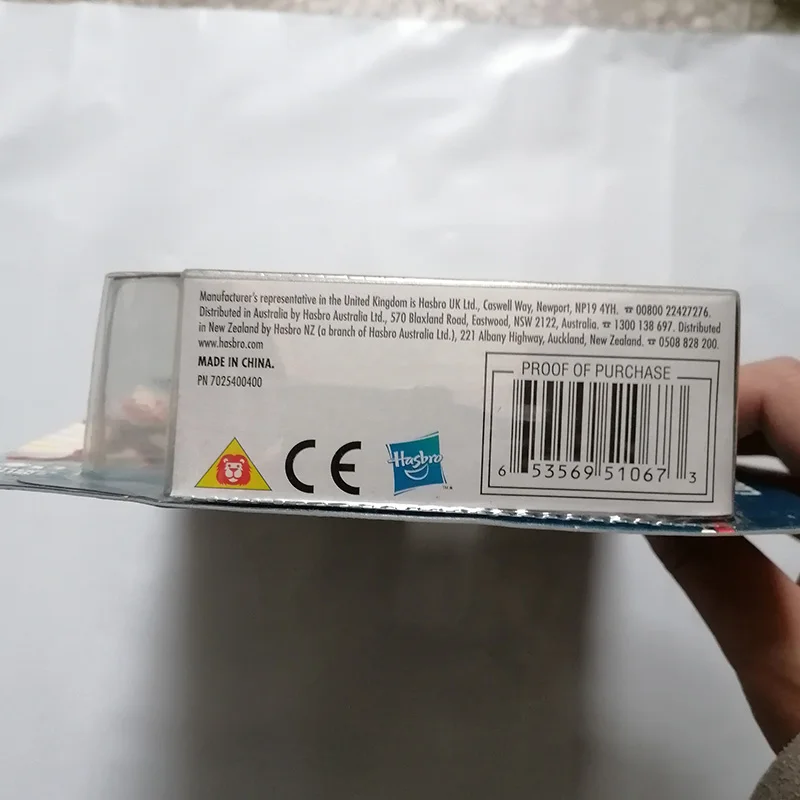 Manufacturer's representative in the United Kingdom is Hasbro UK Ltd., Caswell Way, Newport, NP19 4YH. ☎ 00800 22427276.
Distributed in Australia by Hasbro Australia Ltd., 570 Blaxland Road, Eastwood, NSW 2122, Australia. ☎ 1300 138 697. Distributed
in New Zealand by Hasbro NZ (a branch of Hasbro Australia Ltd.), 221 Albany Highway, Auckland, New Zealand. ☎ 0508 828 200.
www.hasbro.com
MADE IN CHINA.
PN 7025400400
PROOF OF PURCHASE
CE
Hasbro
™
6 53569 51067 3